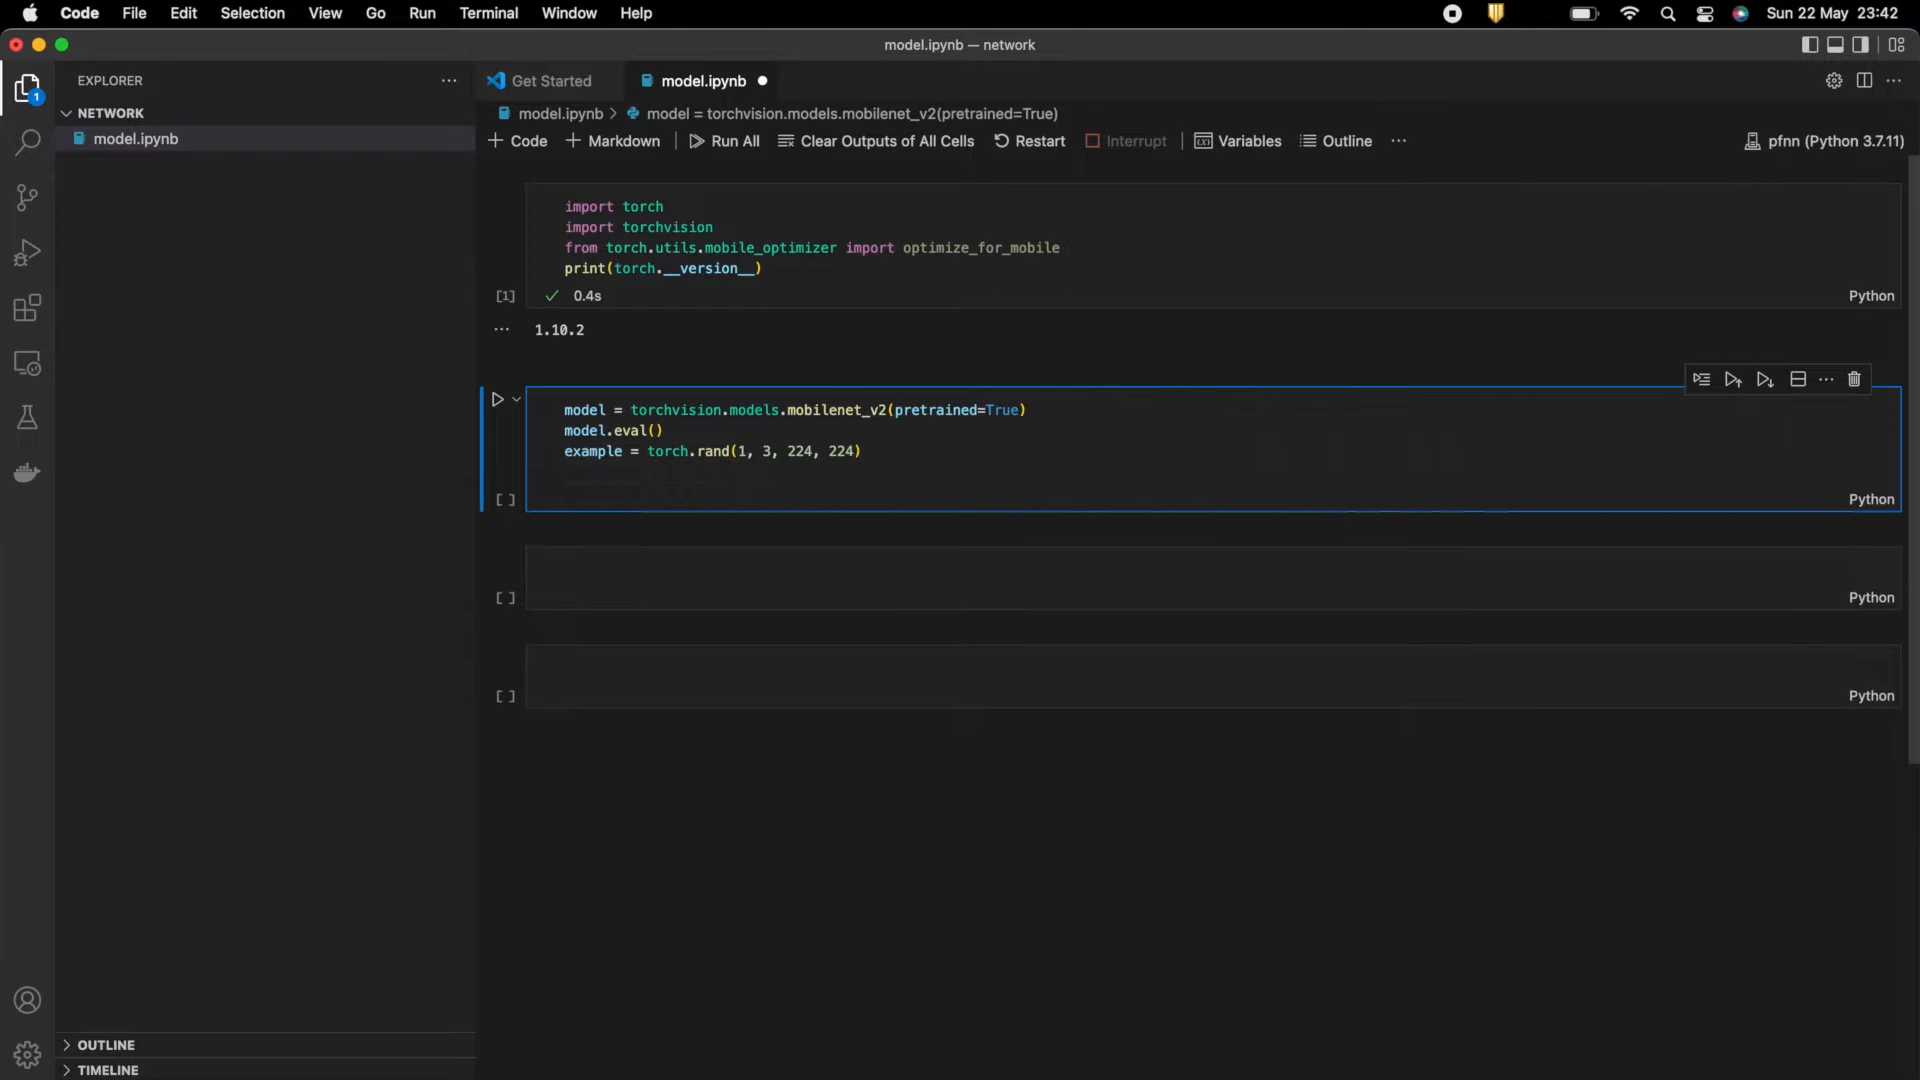 Code File Edit Selection View Go Run Terminal Window Help Sun 22 May 23:42
model.ipynb — network
EXPLORER
Get Started model.ipynb
1
NETWORK
model.ipynb > model = torchvision.models.mobilenet_v2(pretrained=True)
model.ipynb
Code Markdown Run All Clear Outputs of All Cells Restart Interrupt Variables Outline pfnn (Python 3.7.11)
import torch
import torchvision
from torch.utils.mobile_optimizer import optimize_for_mobile
print(torch.__version__)
[1] 0.4s Python
1.10.2
model = torchvision.models.mobilenet_v2(pretrained=True)
model.eval()
example = torch.rand(1, 3, 224, 224)
[ ] Python
[ ] Python
[ ] Python
OUTLINE
TIMELINE